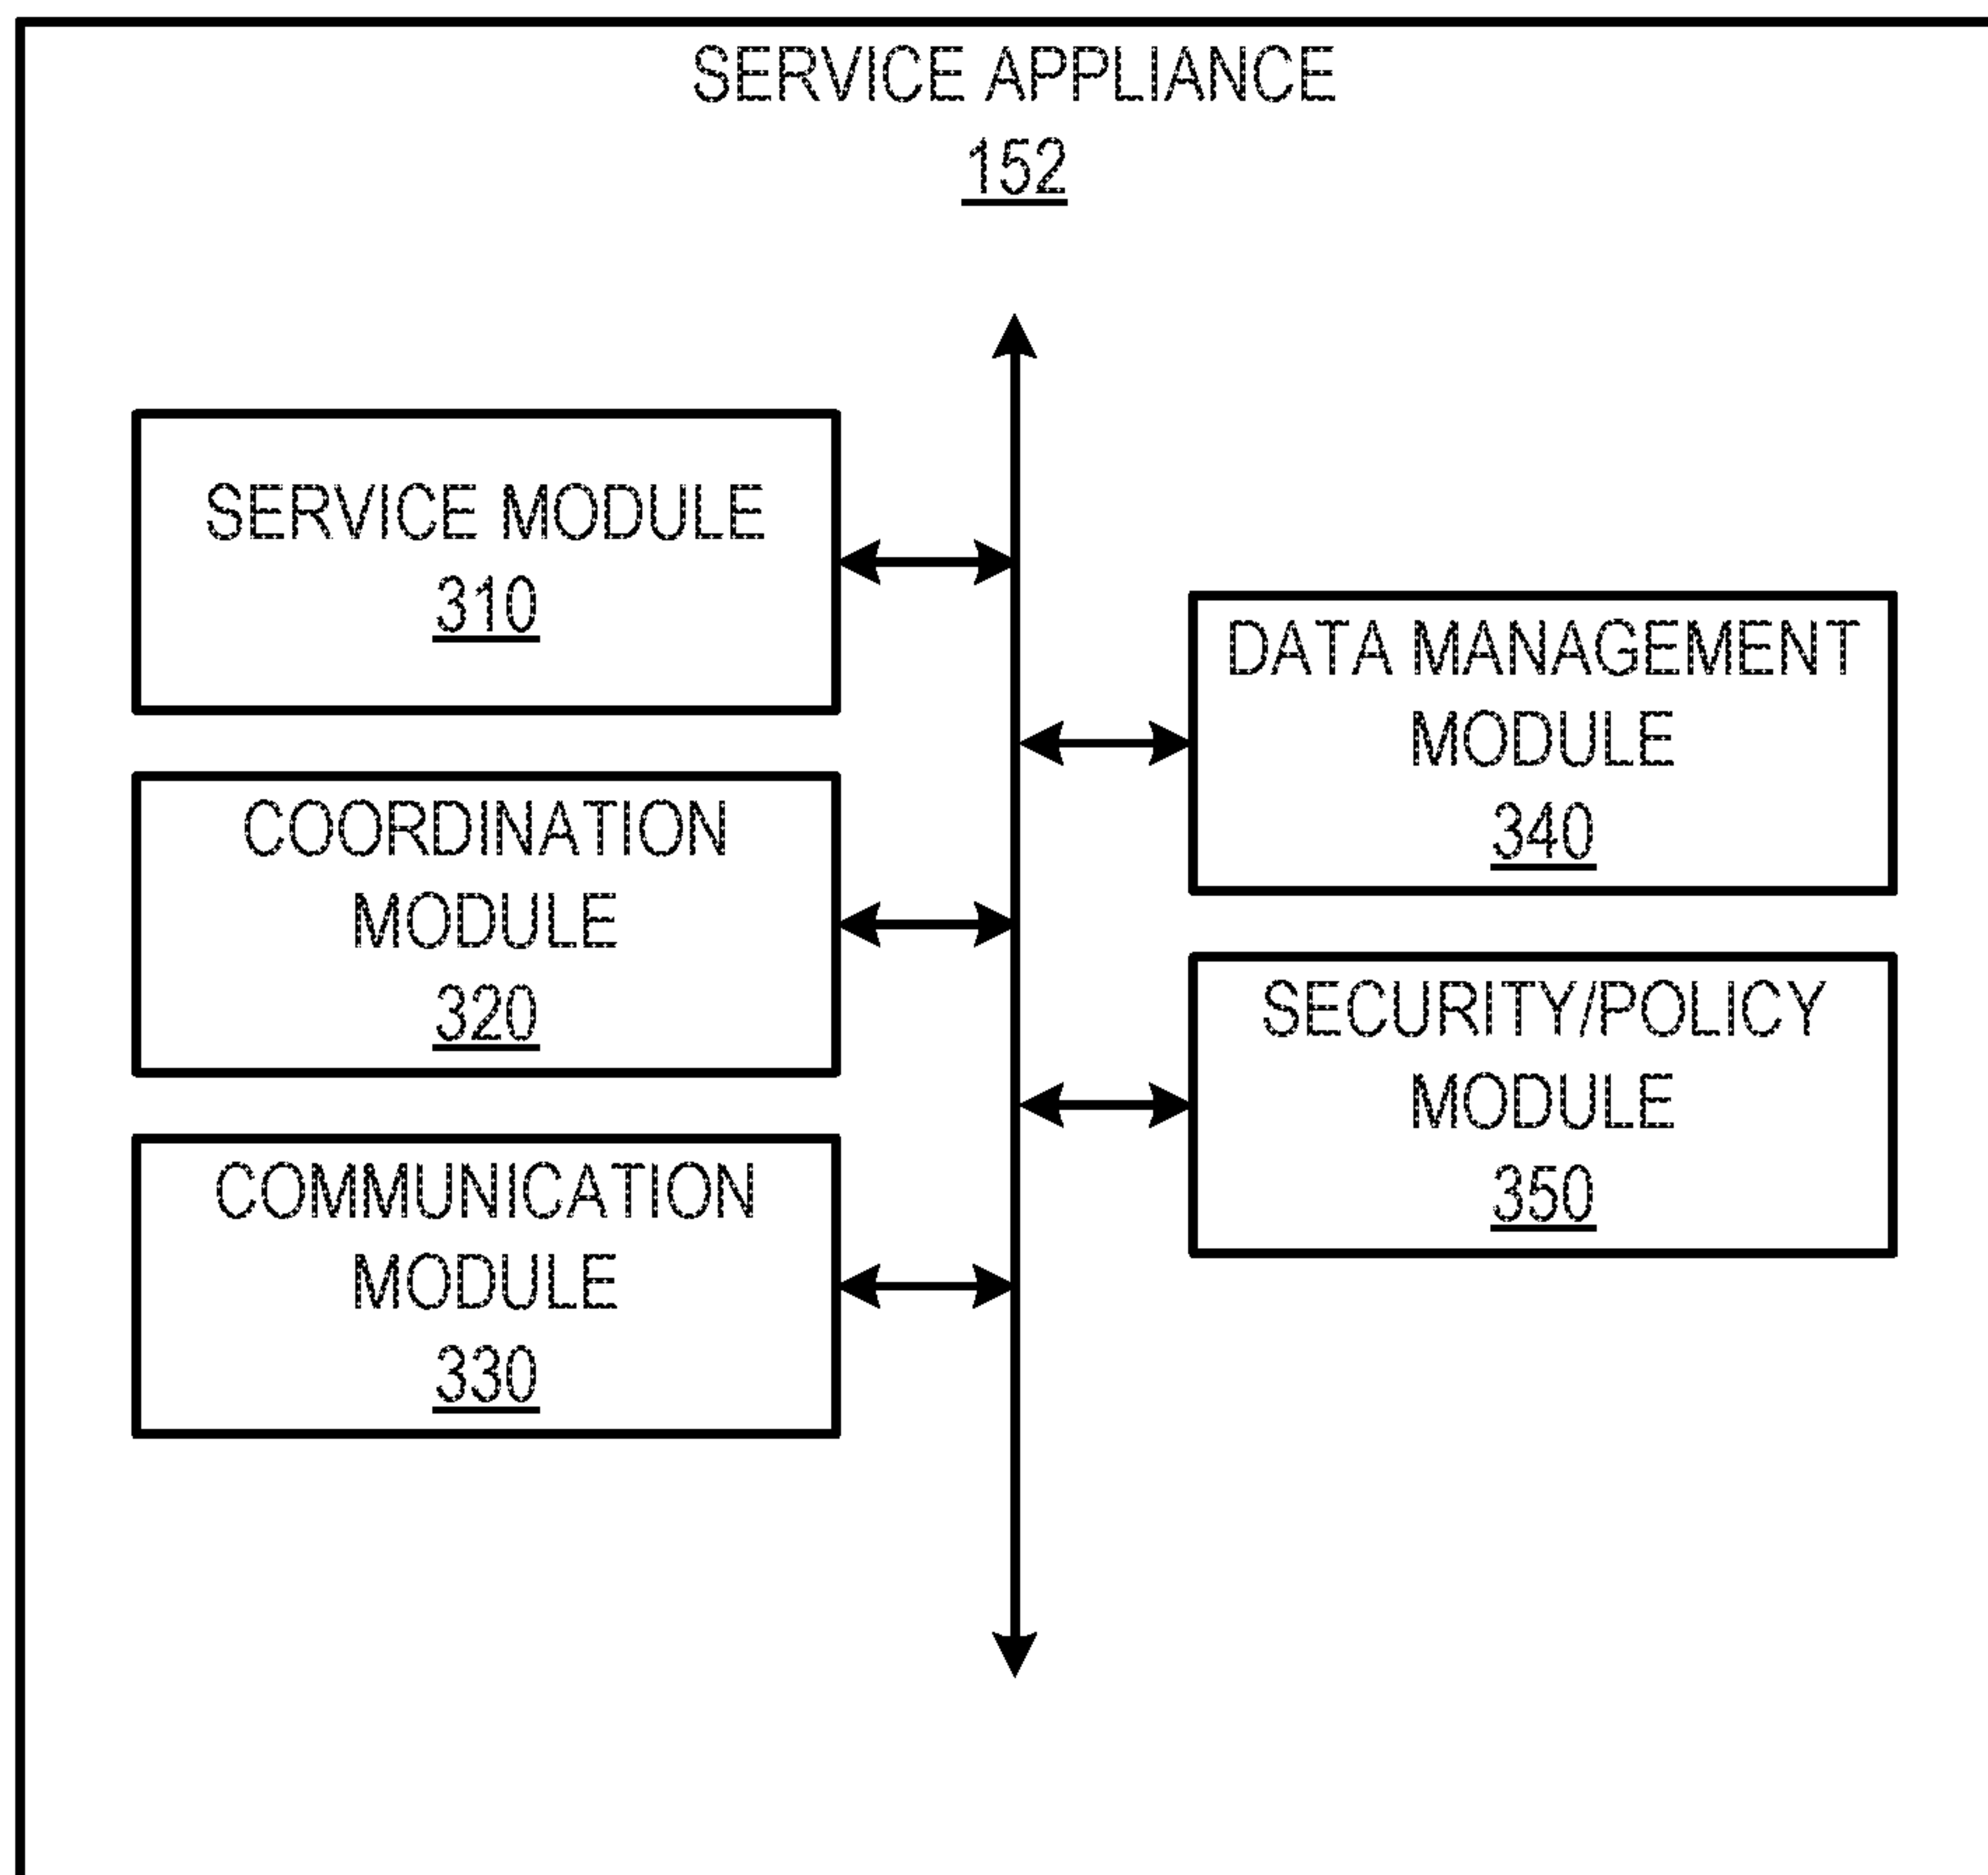 SERVICE APPLIANCE
152
SERVICE MODULE
310
COORDINATION
MODULE
320
COMMUNICATION
MODULE
330
DATA MANAGEMENT
MODULE
340
SECURITY/POLICY
MODULE
350